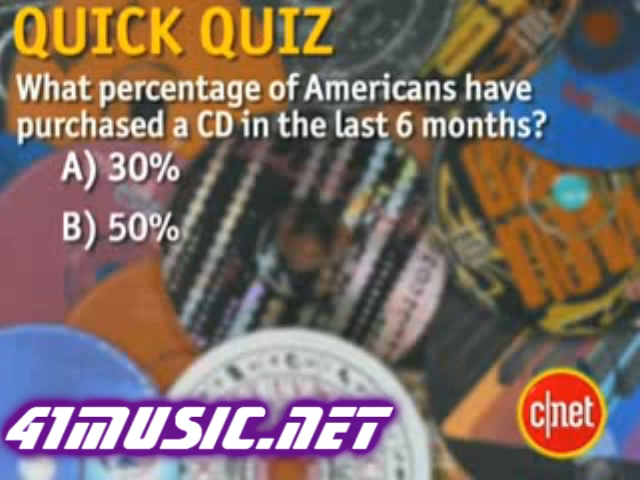 QUICK QUIZ
What percentage of Americans have
purchased a CD in the last 6 months?
A) 30%
B) 50%
41MUSIC.NET
c|net